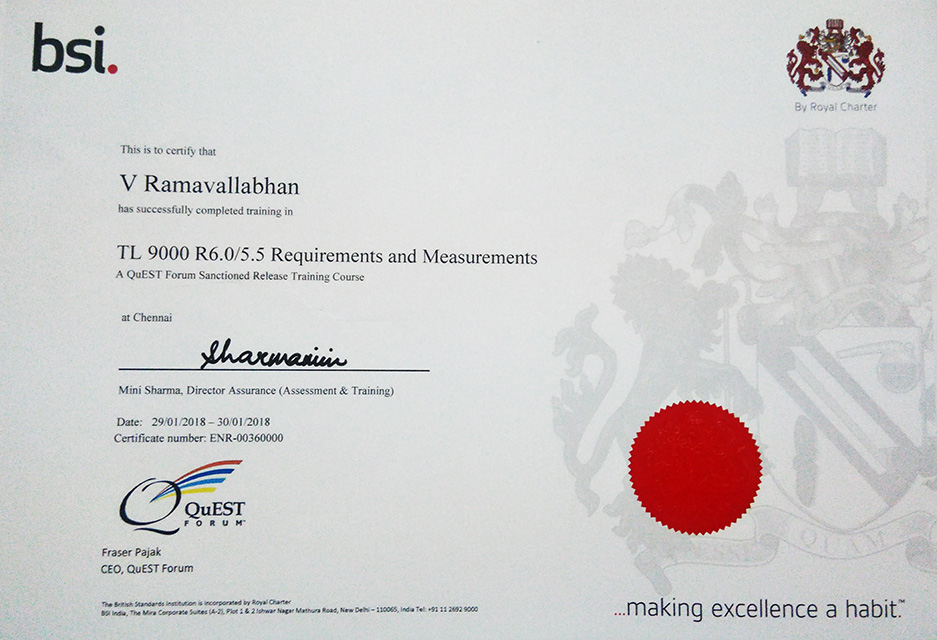 bsi.
By Royal Charter
This is to certify that
V Ramavallabhan
has successfully completed training in
TL 9000 R6.0/5.5 Requirements and Measurements
A QuEST Forum Sanctioned Release Training Course
at Chennai
Sharmamini
Mini Sharma, Director Assurance (Assessment & Training)
Date: 29/01/2018 – 30/01/2018
Certificate number: ENR-00360000
QuEST
FORUM
Fraser Pajak
CEO, QuEST Forum
The British Standards Institution is incorporated by Royal Charter
BSI India, The Mira Corporate Suites (A-2), Plot 1 & 2 Ishwar Nagar Mathura Road, New Delhi – 110065, India Tel: +91 11 2692 9000
...making excellence a habit.™
QUAM